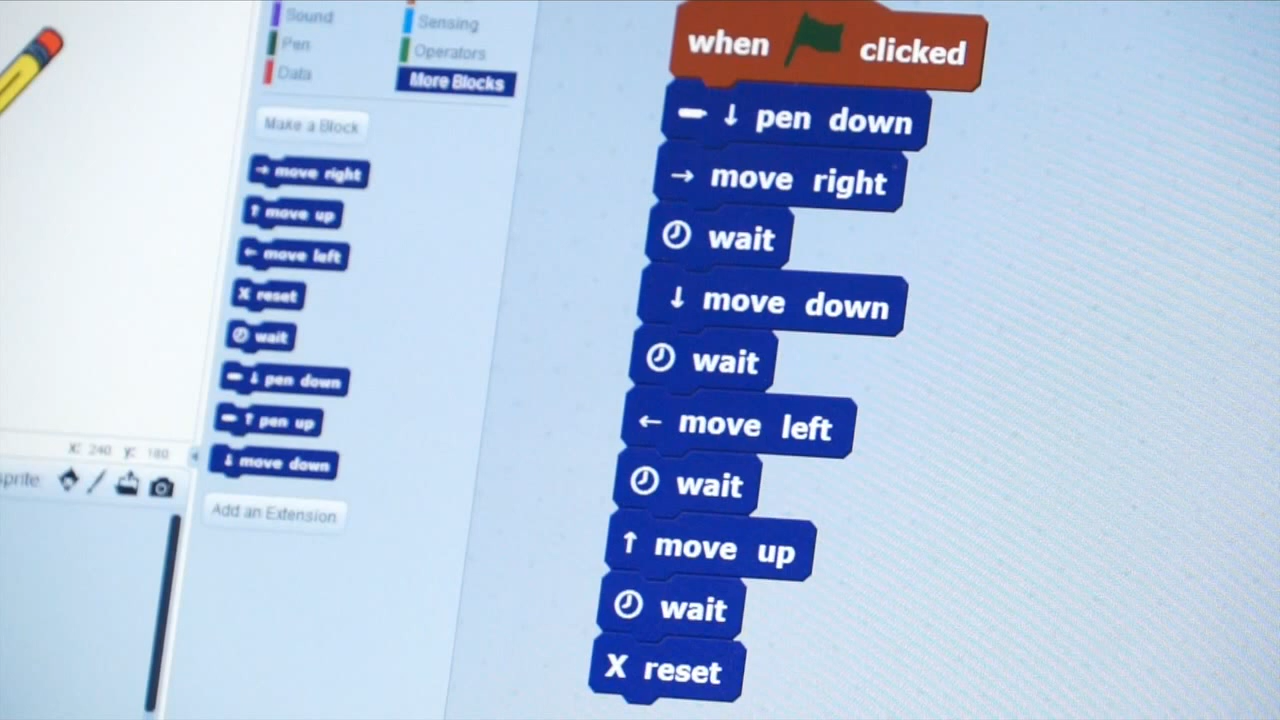 Sound
Sensing
Pen
Operators
Data
More Blocks
Make a Block
→ move right
↑ move up
← move left
X reset
wait
↓ pen down
↑ pen up
↓ move down
Add an Extension
X: 240 y: 180
sprite
when clicked
↓ pen down
→ move right
wait
↓ move down
wait
← move left
wait
↑ move up
wait
X reset